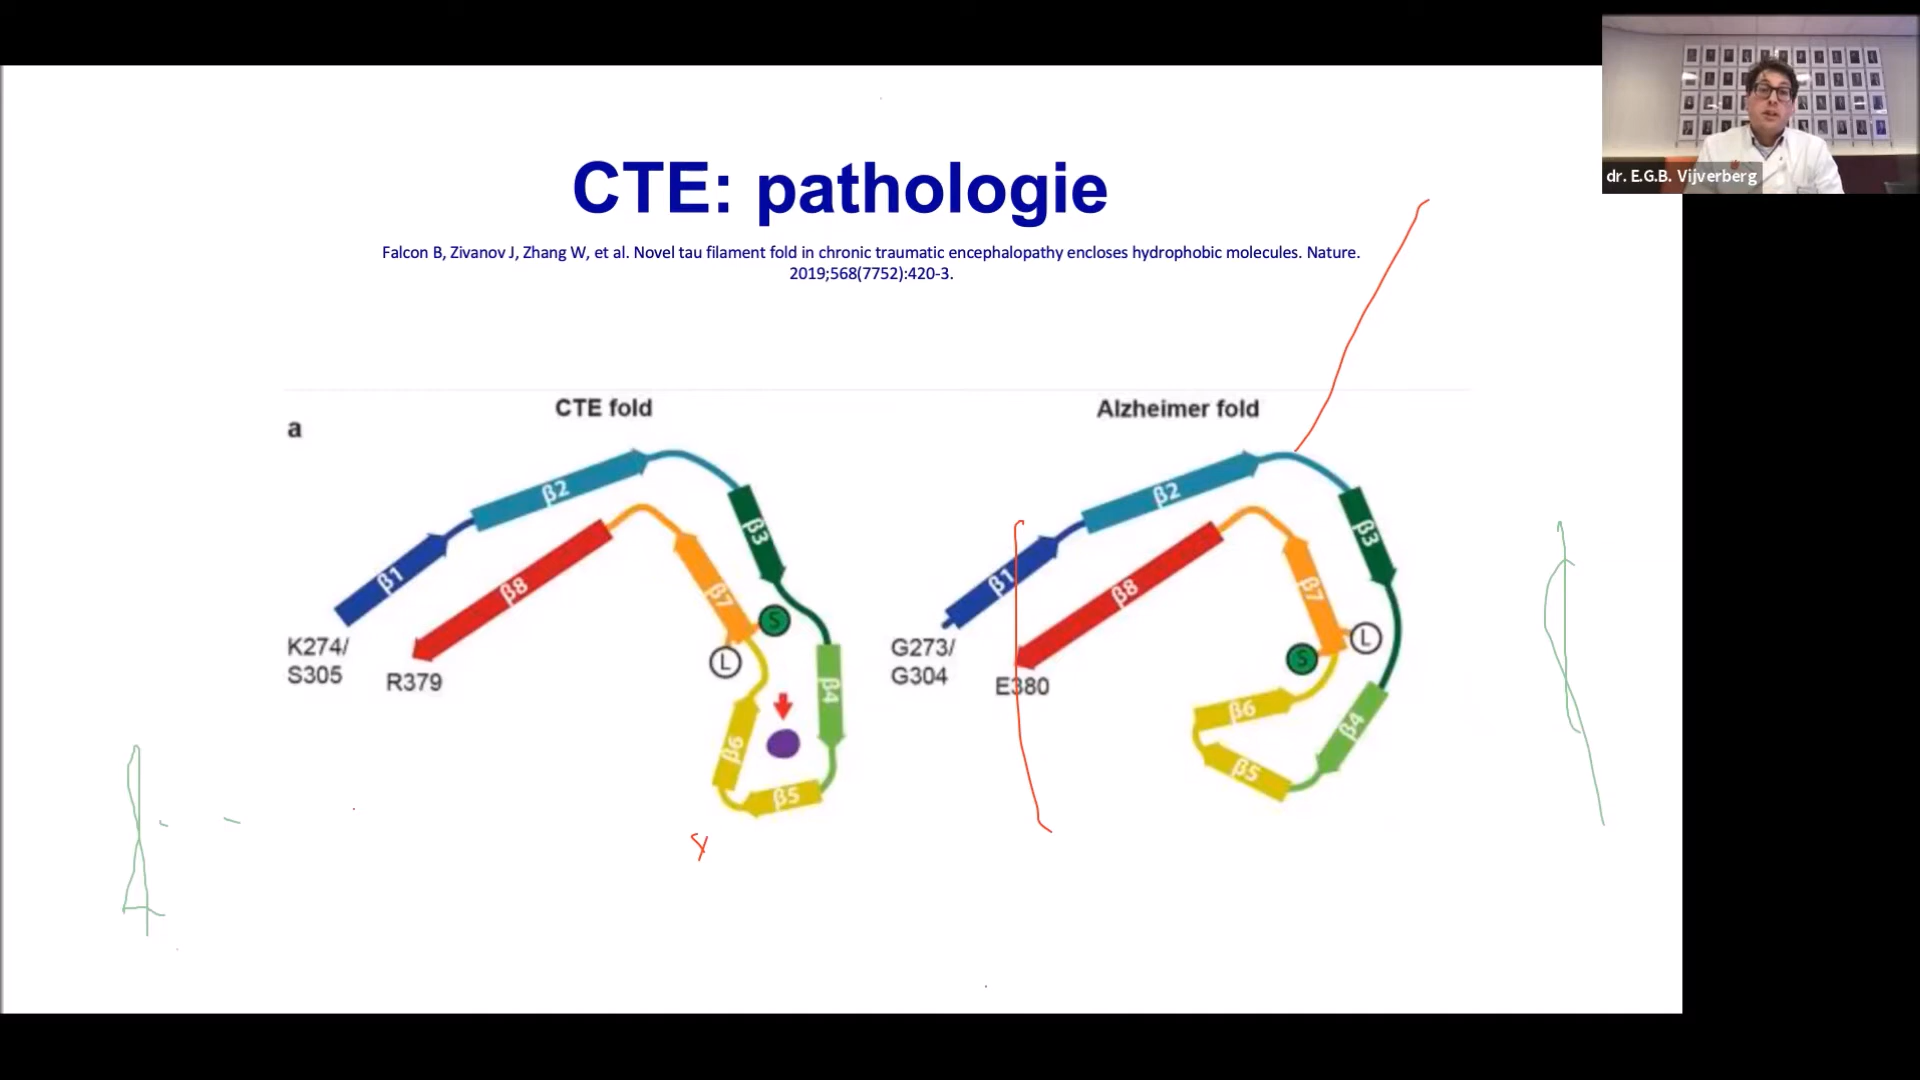 dr. E.G.B. Vijverberg
CTE: pathologie
Falcon B, Zivanov J, Zhang W, et al. Novel tau filament fold in chronic traumatic encephalopathy encloses hydrophobic molecules. Nature.
2019;568(7752):420-3.
a
CTE fold
β1
β2
β3
β4
β5
β6
β7
β8
S
L
K274/
S305
R379
Alzheimer fold
β1
β2
β3
β4
β5
β6
β7
β8
S
L
G273/
G304
E380